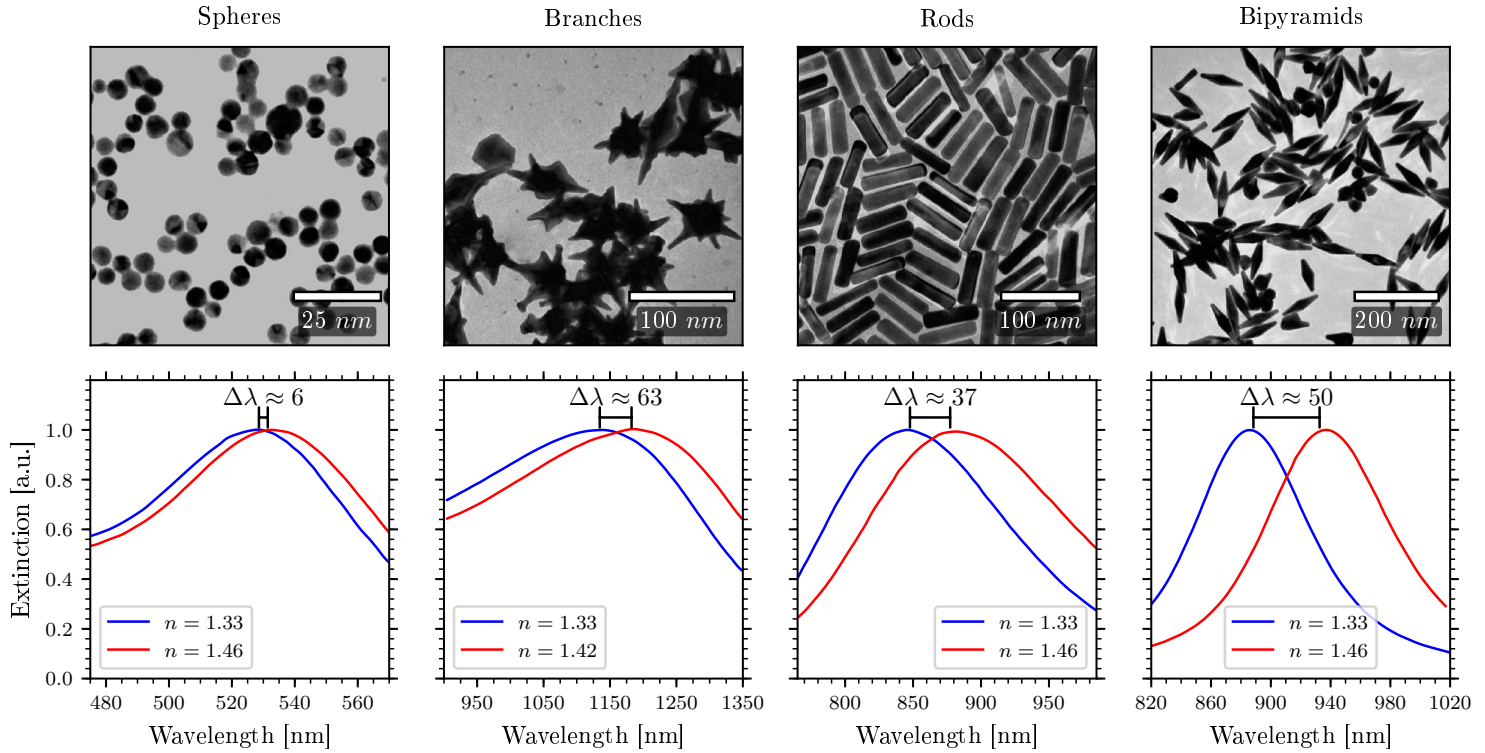 Spheres
Branches
Rods
Bipyramids
25 nm
100 nm
100 nm
200 nm
Δλ ≈ 6
Δλ ≈ 63
Δλ ≈ 37
Δλ ≈ 50
Extinction [a.u.]
1.0
0.8
0.6
0.4
0.2
0.0
n = 1.33
n = 1.46
n = 1.33
n = 1.42
n = 1.33
n = 1.46
n = 1.33
n = 1.46
480 500 520 540 560
950 1050 1150 1250 1350
800 850 900 950
820 860 900 940 980 1020
Wavelength [nm]
Wavelength [nm]
Wavelength [nm]
Wavelength [nm]